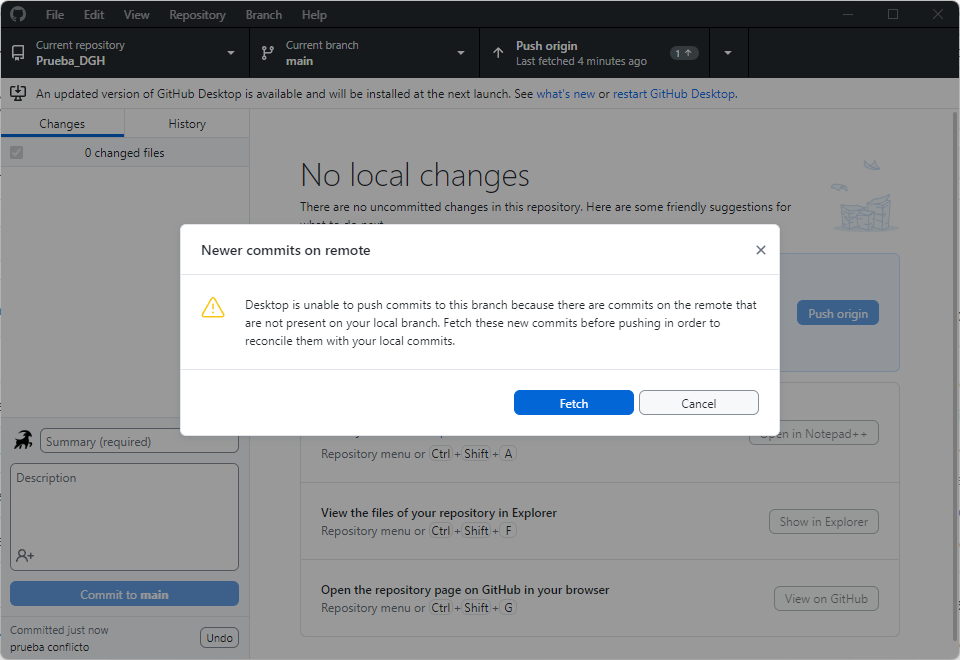 File Edit View Repository Branch Help
Current repository
Prueba_DGH
Current branch
main
Push origin
Last fetched 4 minutes ago
1
An updated version of GitHub Desktop is available and will be installed at the next launch. See what's new or restart GitHub Desktop.
Changes
History
0 changed files
No local changes
There are no uncommitted changes in this repository. Here are some friendly suggestions for
what to do next.
Newer commits on remote
Desktop is unable to push commits to this branch because there are commits on the remote that
are not present on your local branch. Fetch these new commits before pushing in order to
reconcile them with your local commits.
Fetch
Cancel
Push origin
Open in Notepad++
Repository menu or Ctrl + Shift + A
View the files of your repository in Explorer
Repository menu or Ctrl + Shift + F
Show in Explorer
Open the repository page on GitHub in your browser
Repository menu or Ctrl + Shift + G
View on GitHub
Summary (required)
Description
Commit to main
Committed just now
prueba conflicto
Undo